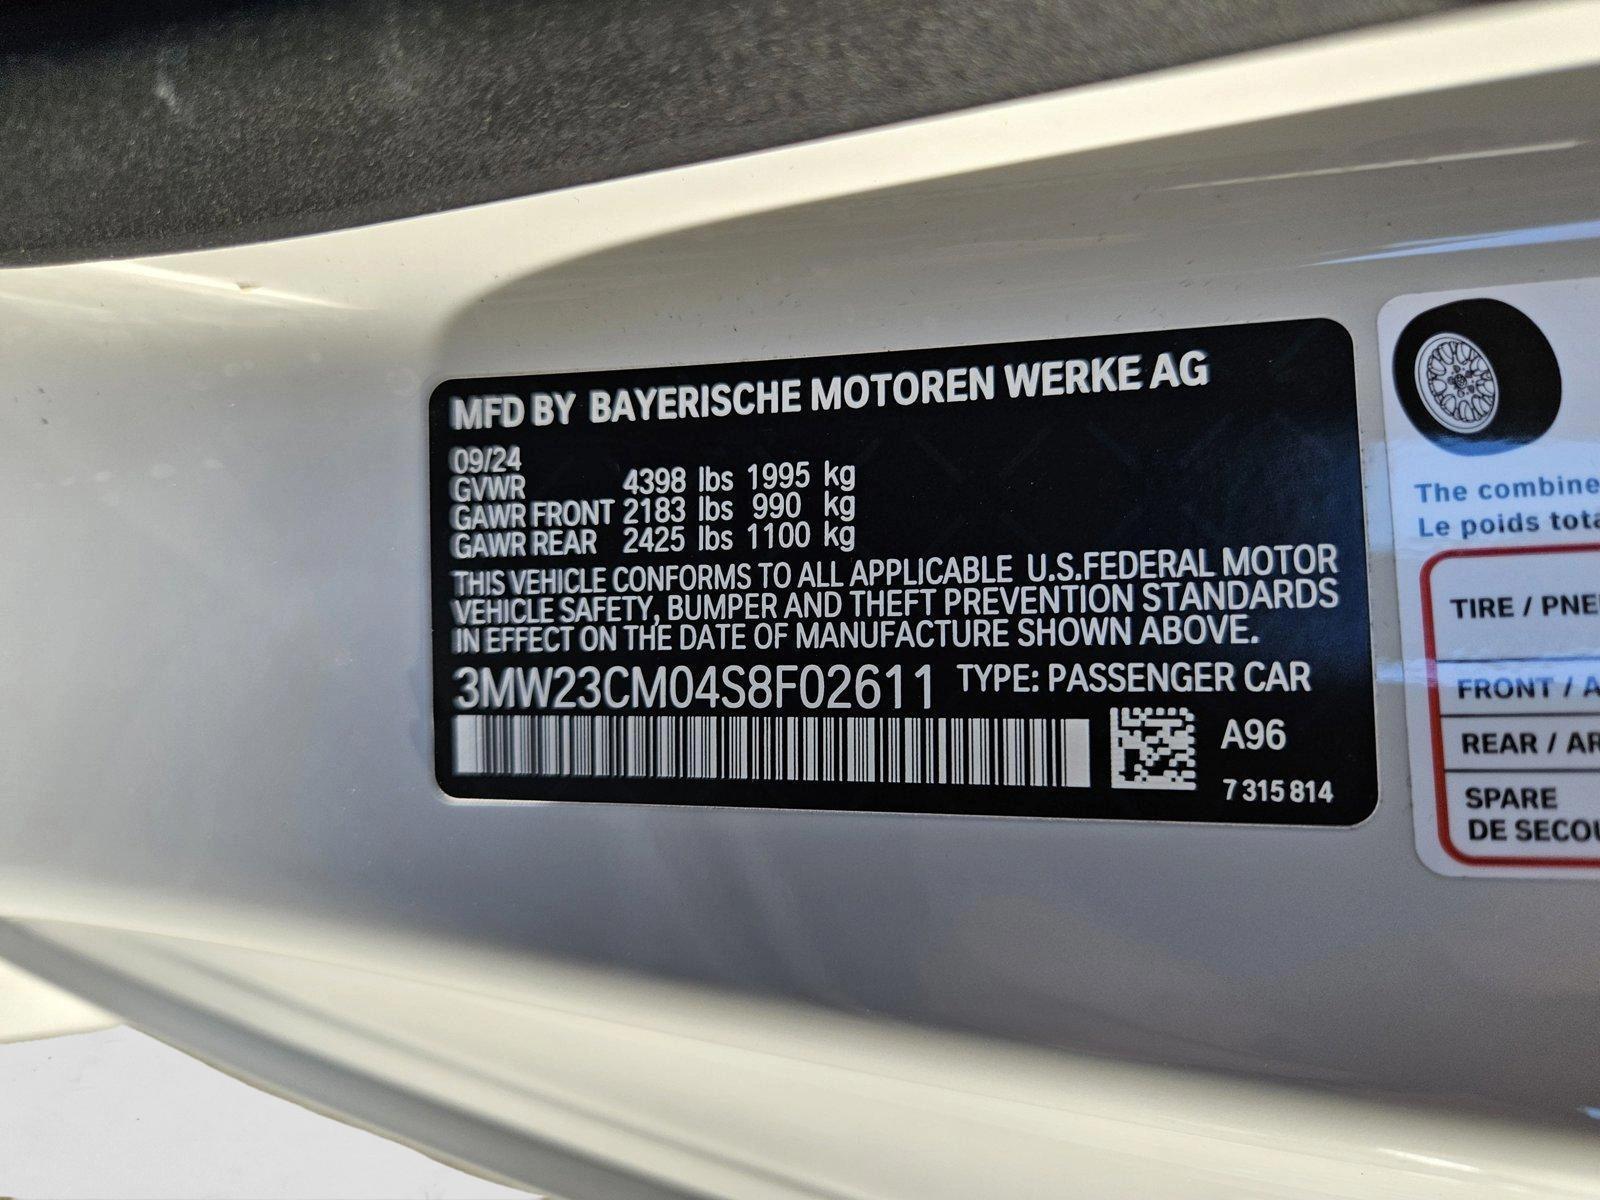 MFD BY BAYERISCHE MOTOREN WERKE AG
09/24
GVWR 4398 lbs 1995 kg
GAWR FRONT 2183 lbs 990 kg
GAWR REAR 2425 lbs 1100 kg
THIS VEHICLE CONFORMS TO ALL APPLICABLE U.S.FEDERAL MOTOR
VEHICLE SAFETY, BUMPER AND THEFT PREVENTION STANDARDS
IN EFFECT ON THE DATE OF MANUFACTURE SHOWN ABOVE.
3MW23CM04S8F02611 TYPE: PASSENGER CAR
A96
7 315 814
The combine
Le poids tota
TIRE / PNE
FRONT / A
REAR / AR
SPARE
DE SECOU